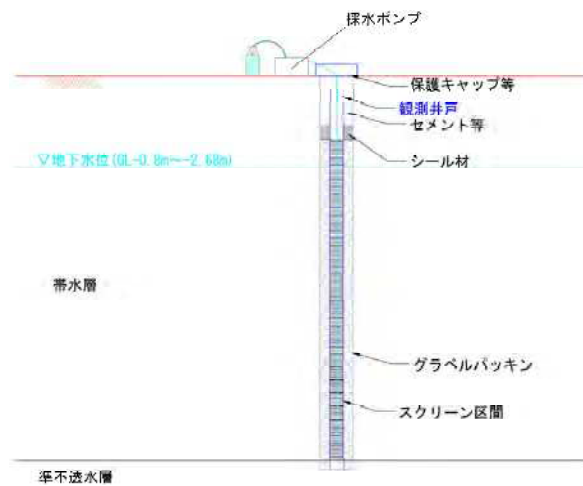 採水ポンプ
保護キャップ等
観測井戸
セメント等
シール材
▽地下水位(GL-0.8m~-2.68m)
帯水層
グラベルパッキン
スクリーン区間
準不透水層